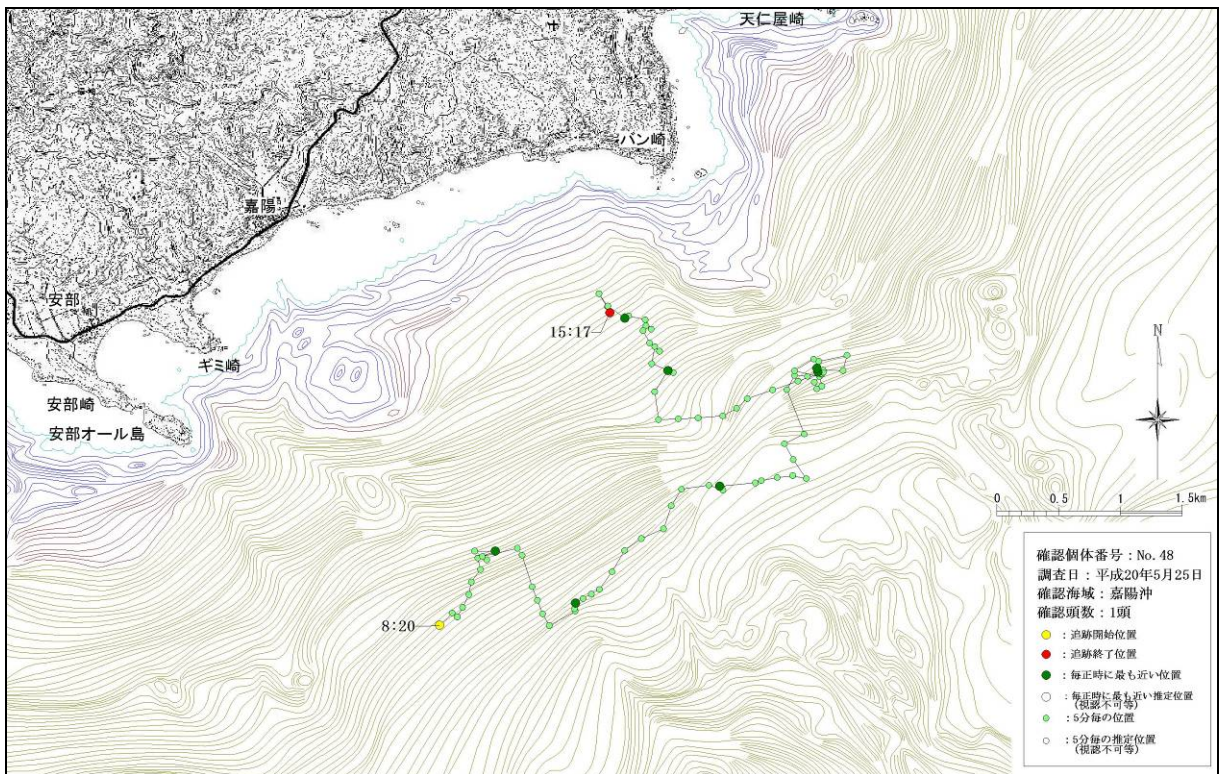 天仁屋崎
バン崎
嘉陽
安部
ギミ崎
安部崎
安部オール島
15:17
8:20
N
0 0.5 1 1.5km
確認個体番号：No.48
調査日：平成20年5月25日
確認海域：嘉陽沖
確認頭数：1頭
：追跡開始位置
：追跡終了位置
：毎正時に最も近い位置
：毎正時に最も近い推定位置
(視認不可等)
：5分毎の位置
：5分毎の推定位置
(視認不可等)